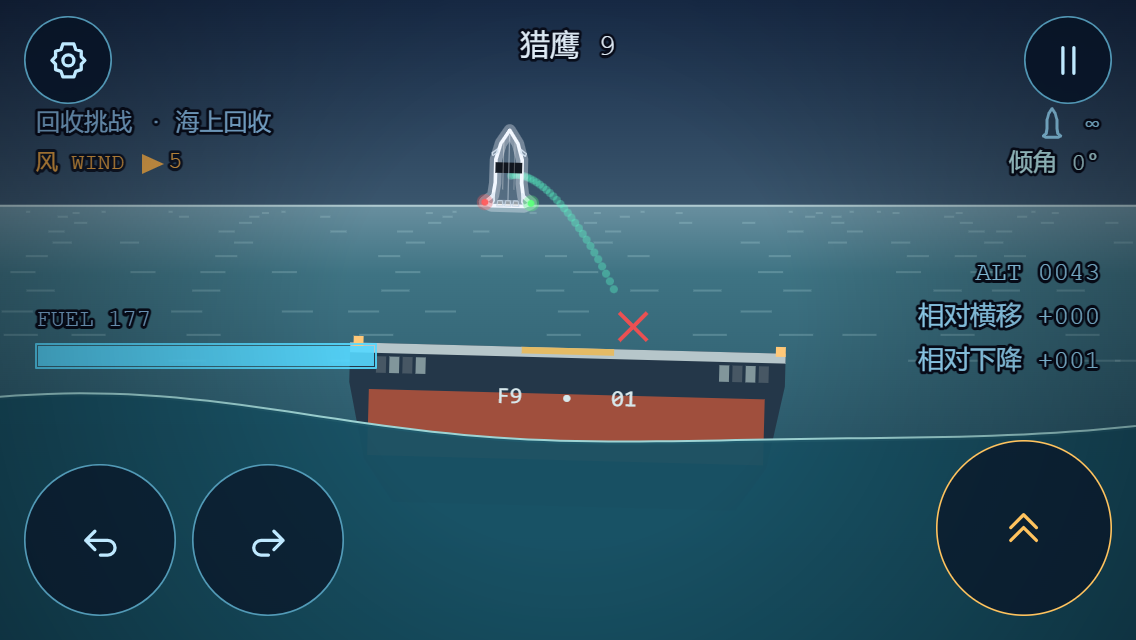 猎鹰 9
回收挑战 · 海上回收
风 WIND ▶ 5
∞
倾角 0°
ALT 0043
相对横移 +000
相对下降 +001
FUEL 177
F9 • 01